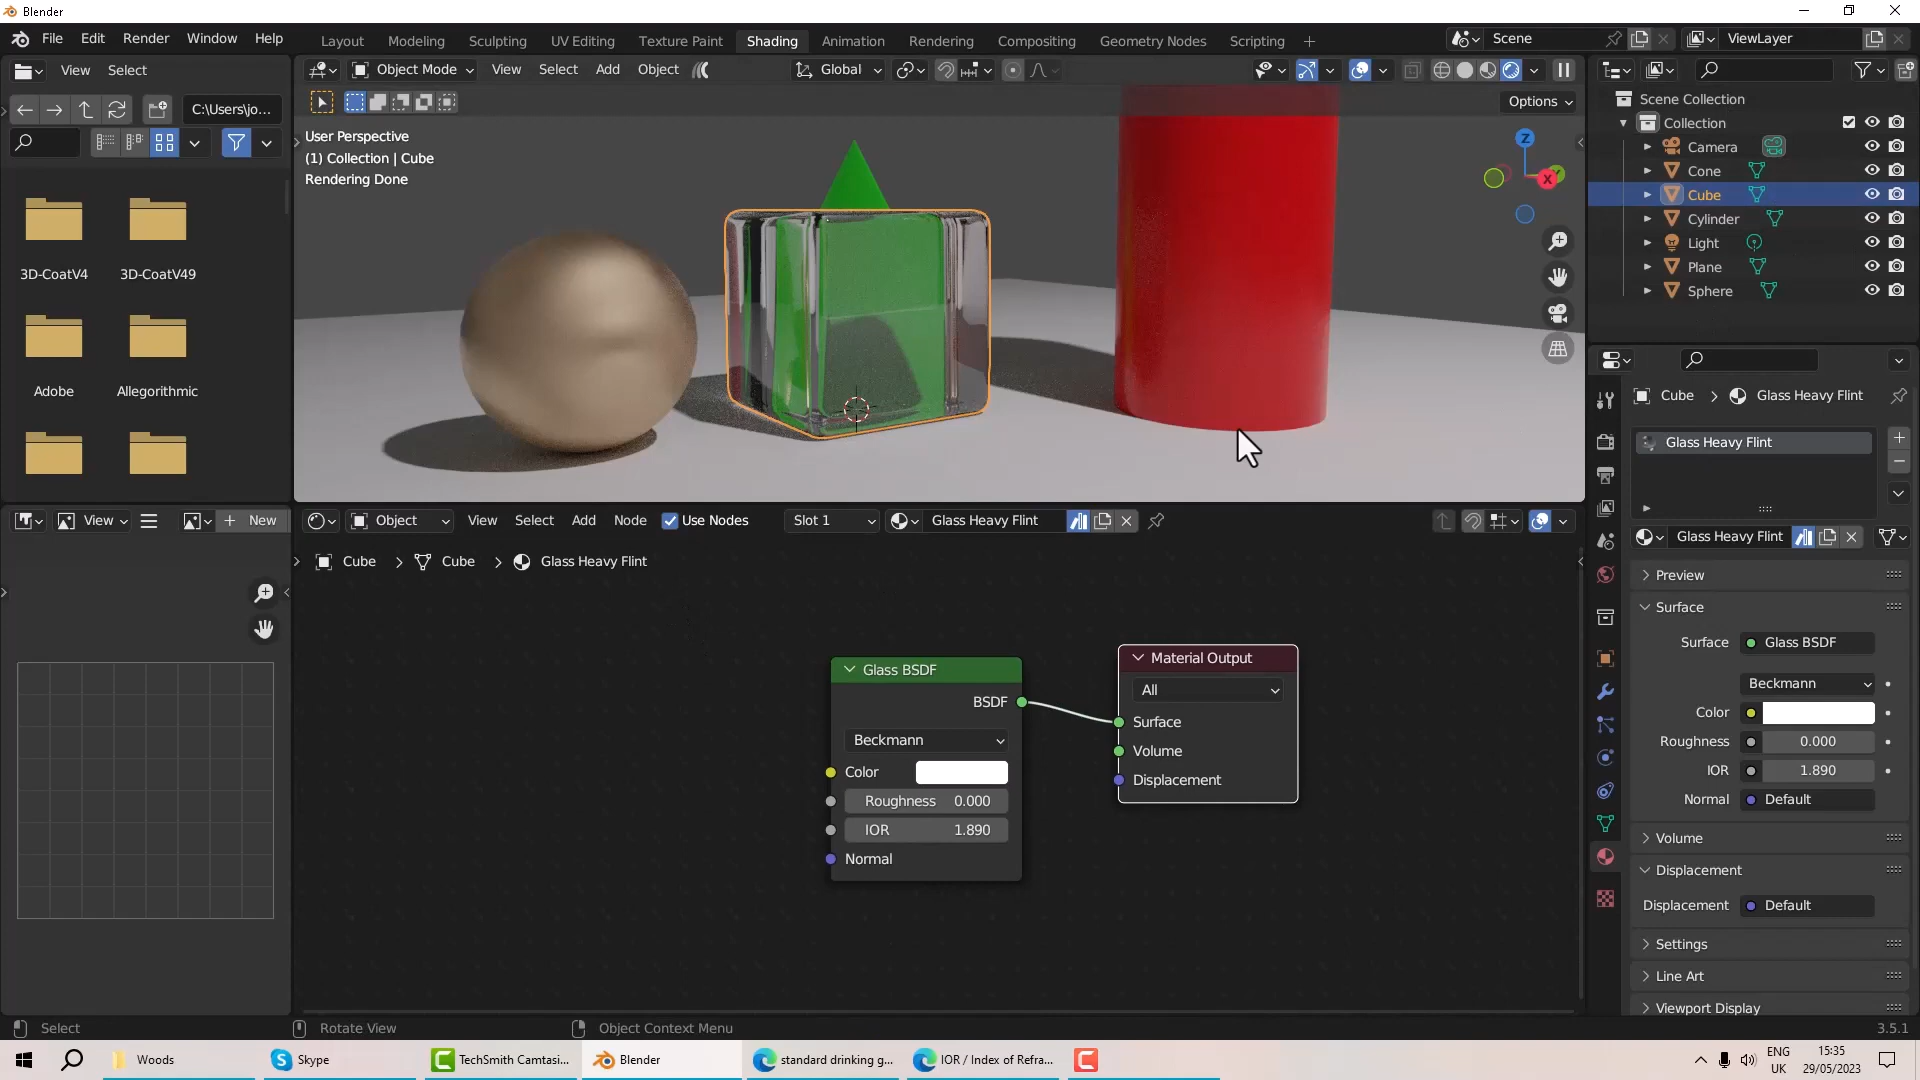 Blender
File Edit Render Window Help
Layout Modeling Sculpting UV Editing Texture Paint Shading Animation Rendering Compositing Geometry Nodes Scripting +
Scene
ViewLayer
View Select
Object Mode View Select Add Object
Global
C:\Users\jo...
Options
3D-CoatV4 3D-CoatV49
Adobe Allegorithmic
User Perspective
(1) Collection | Cube
Rendering Done
Z
X
Y
Scene Collection
Collection
Camera
Cone
Cube
Cylinder
Light
Plane
Sphere
View
+ New
Object View Select Add Node Use Nodes Slot 1 Glass Heavy Flint
Cube > Cube > Glass Heavy Flint
Glass BSDF
BSDF
Beckmann
Color
Roughness 0.000
IOR 1.890
Normal
Material Output
All
Surface
Volume
Displacement
Cube > Glass Heavy Flint
Glass Heavy Flint
Glass Heavy Flint
Preview
Surface
Surface Glass BSDF
Beckmann
Color
Roughness 0.000
IOR 1.890
Normal Default
Volume
Displacement
Displacement Default
Settings
Line Art
Viewport Display
Select Rotate View Object Context Menu 3.5.1
Woods
Skype
TechSmith Camtasi...
Blender
standard drinking g...
IOR / Index of Refra...
ENG
UK
15:35
29/05/2023